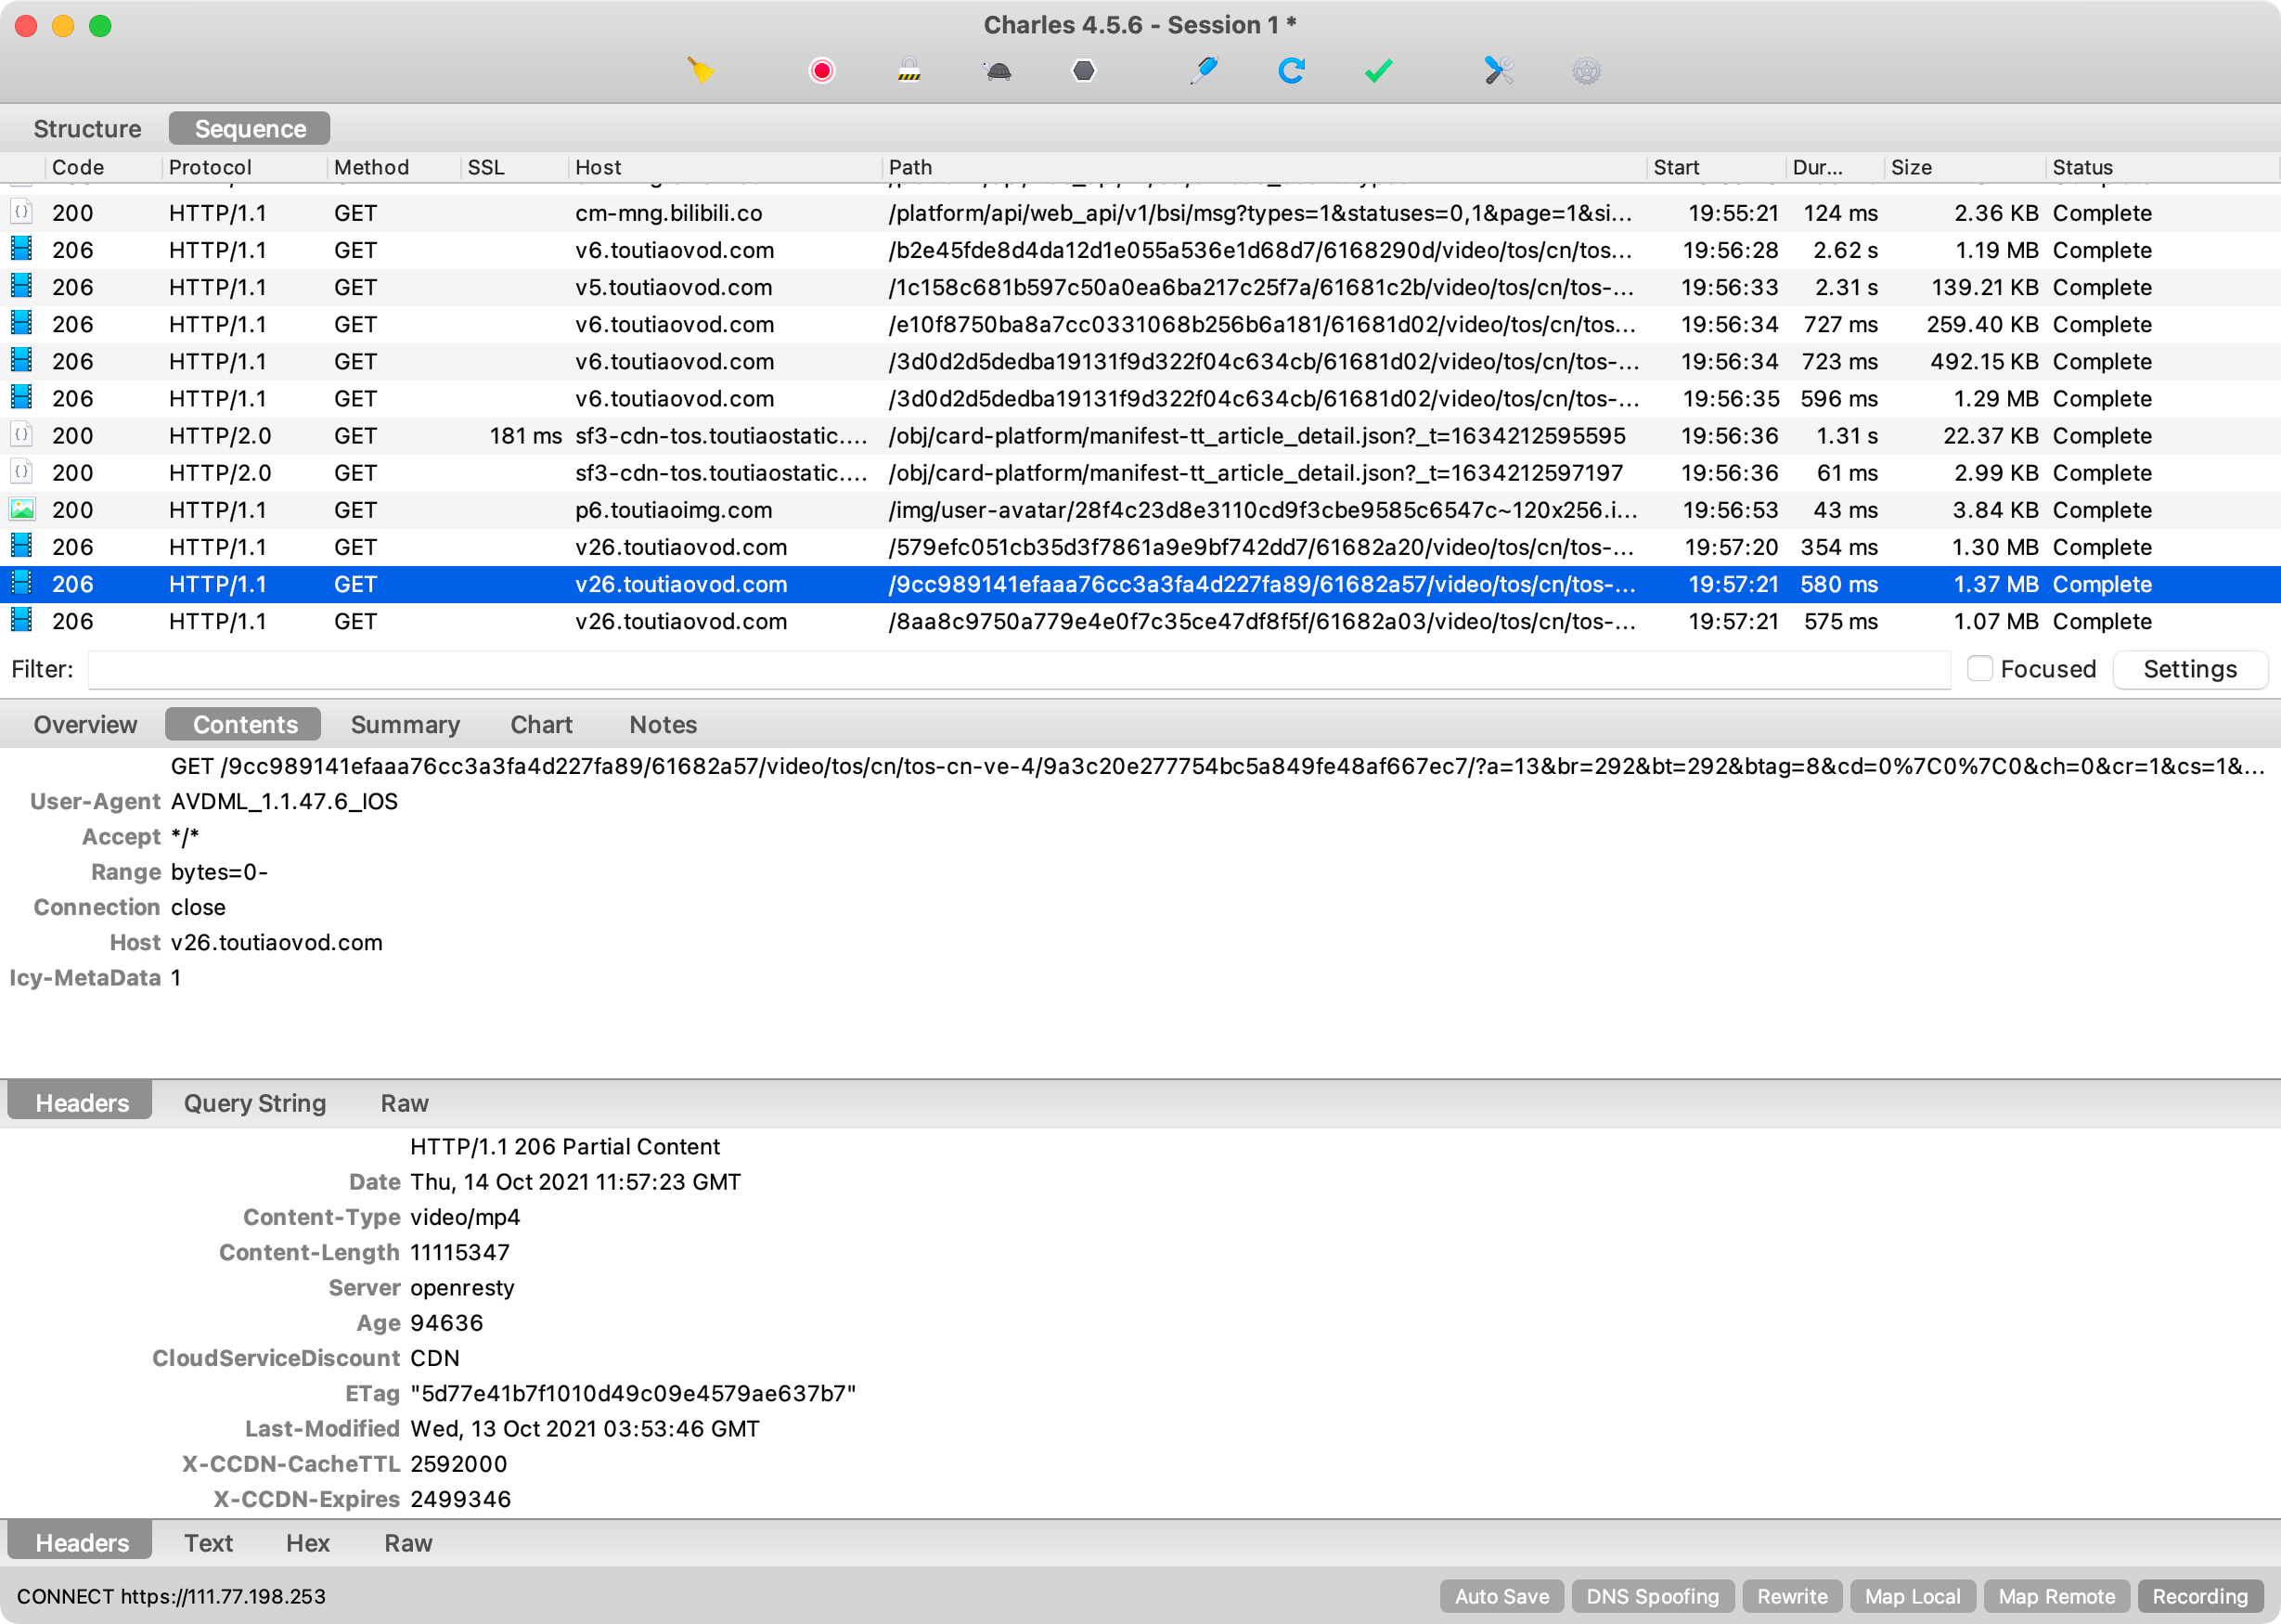 Charles 4.5.6 - Session 1 *
Structure Sequence
Code Protocol Method SSL Host Path Start Dur... Size Status
200 HTTP/1.1 GET cm-mng.bilibili.co /platform/api/web_api/v1/bsi/msg?types=1&statuses=0,1&page=1&si... 19:55:21 124 ms 2.36 KB Complete
206 HTTP/1.1 GET v6.toutiaovod.com /b2e45fde8d4da12d1e055a536e1d68d7/6168290d/video/tos/cn/tos... 19:56:28 2.62 s 1.19 MB Complete
206 HTTP/1.1 GET v5.toutiaovod.com /1c158c681b597c50a0ea6ba217c25f7a/61681c2b/video/tos/cn/tos-... 19:56:33 2.31 s 139.21 KB Complete
206 HTTP/1.1 GET v6.toutiaovod.com /e10f8750ba8a7cc0331068b256b6a181/61681d02/video/tos/cn/tos... 19:56:34 727 ms 259.40 KB Complete
206 HTTP/1.1 GET v6.toutiaovod.com /3d0d2d5dedba19131f9d322f04c634cb/61681d02/video/tos/cn/tos-... 19:56:34 723 ms 492.15 KB Complete
206 HTTP/1.1 GET v6.toutiaovod.com /3d0d2d5dedba19131f9d322f04c634cb/61681d02/video/tos/cn/tos-... 19:56:35 596 ms 1.29 MB Complete
200 HTTP/2.0 GET 181 ms sf3-cdn-tos.toutiaostatic.... /obj/card-platform/manifest-tt_article_detail.json?_t=1634212595595 19:56:36 1.31 s 22.37 KB Complete
200 HTTP/2.0 GET sf3-cdn-tos.toutiaostatic.... /obj/card-platform/manifest-tt_article_detail.json?_t=1634212597197 19:56:36 61 ms 2.99 KB Complete
200 HTTP/1.1 GET p6.toutiaoimg.com /img/user-avatar/28f4c23d8e3110cd9f3cbe9585c6547c~120x256.i... 19:56:53 43 ms 3.84 KB Complete
206 HTTP/1.1 GET v26.toutiaovod.com /579efc051cb35d3f7861a9e9bf742dd7/61682a20/video/tos/cn/tos-... 19:57:20 354 ms 1.30 MB Complete
206 HTTP/1.1 GET v26.toutiaovod.com /9cc989141efaaa76cc3a3fa4d227fa89/61682a57/video/tos/cn/tos-... 19:57:21 580 ms 1.37 MB Complete
206 HTTP/1.1 GET v26.toutiaovod.com /8aa8c9750a779e4e0f7c35ce47df8f5f/61682a03/video/tos/cn/tos-... 19:57:21 575 ms 1.07 MB Complete
Filter: Focused Settings
Overview Contents Summary Chart Notes
GET /9cc989141efaaa76cc3a3fa4d227fa89/61682a57/video/tos/cn/tos-cn-ve-4/9a3c20e277754bc5a849fe48af667ec7/?a=13&br=292&bt=292&btag=8&cd=0%7C0%7C0&ch=0&cr=1&cs=1&...
User-Agent AVDML_1.1.47.6_IOS
Accept */*
Range bytes=0-
Connection close
Host v26.toutiaovod.com
Icy-MetaData 1
Headers Query String Raw
HTTP/1.1 206 Partial Content
Date Thu, 14 Oct 2021 11:57:23 GMT
Content-Type video/mp4
Content-Length 11115347
Server openresty
Age 94636
CloudServiceDiscount CDN
ETag "5d77e41b7f1010d49c09e4579ae637b7"
Last-Modified Wed, 13 Oct 2021 03:53:46 GMT
X-CCDN-CacheTTL 2592000
X-CCDN-Expires 2499346
Headers Text Hex Raw
CONNECT https://111.77.198.253 Auto Save DNS Spoofing Rewrite Map Local Map Remote Recording